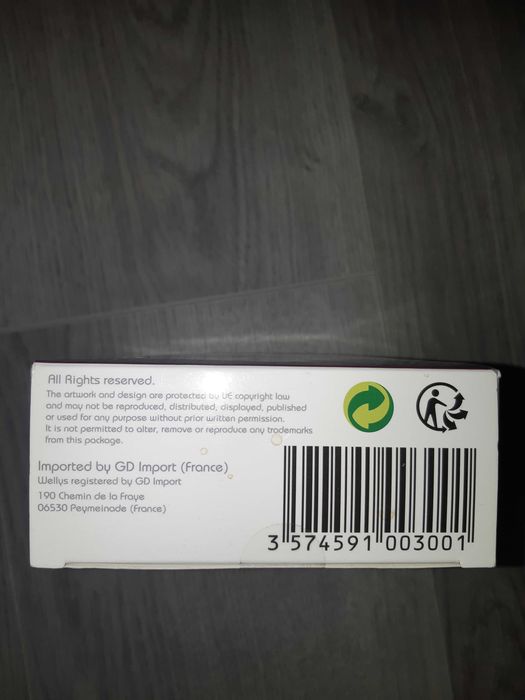 All Rights reserved.
The artwork and design are protected by UE copyright law
and may not be reproduced, distributed, displayed, published
or used for any purpose without prior written permission.
It is not permitted to alter, remove or reproduce any trademarks
from this package.
Imported by GD Import (France)
Wellys registered by GD Import
190 Chemin de la Fraye
06530 Peymeinade (France)
3 574591 003001